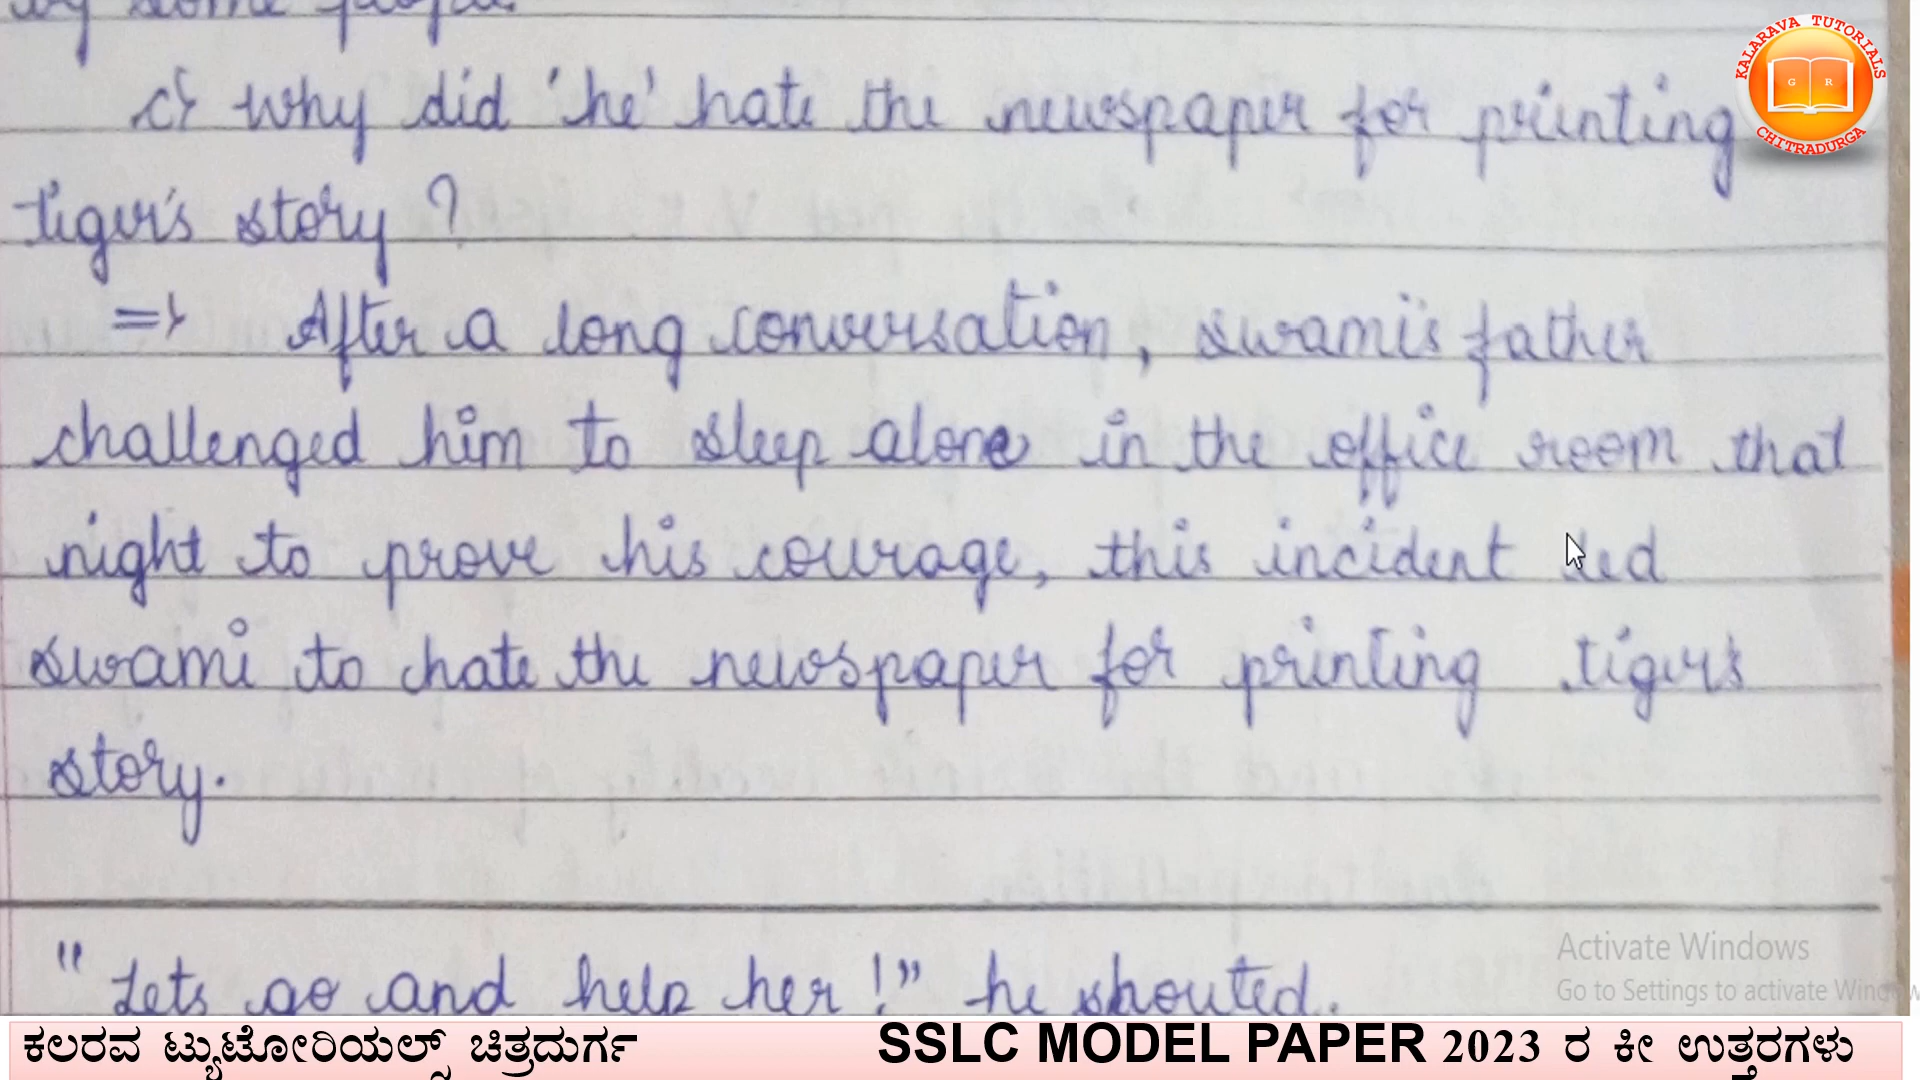 by some people.
c} Why did 'he' hate the newspaper for printing
tiger's story ?
=> After a long conversation, swami's father
challenged him to sleep alone in the office room that
night to prove his courage, this incident led
swami to hate the newspaper for printing tiger's
story.
"Lets go and help her!" he shouted.
KALARAVA TUTORIALS
G R
CHITRADURGA
Activate Windows
Go to Settings to activate Windows
ಕಲರವ ಟ್ಯುಟೋರಿಯಲ್ಸ್ ಚಿತ್ರದುರ್ಗ SSLC MODEL PAPER 2023 ರ ಕೀ ಉತ್ತರಗಳು